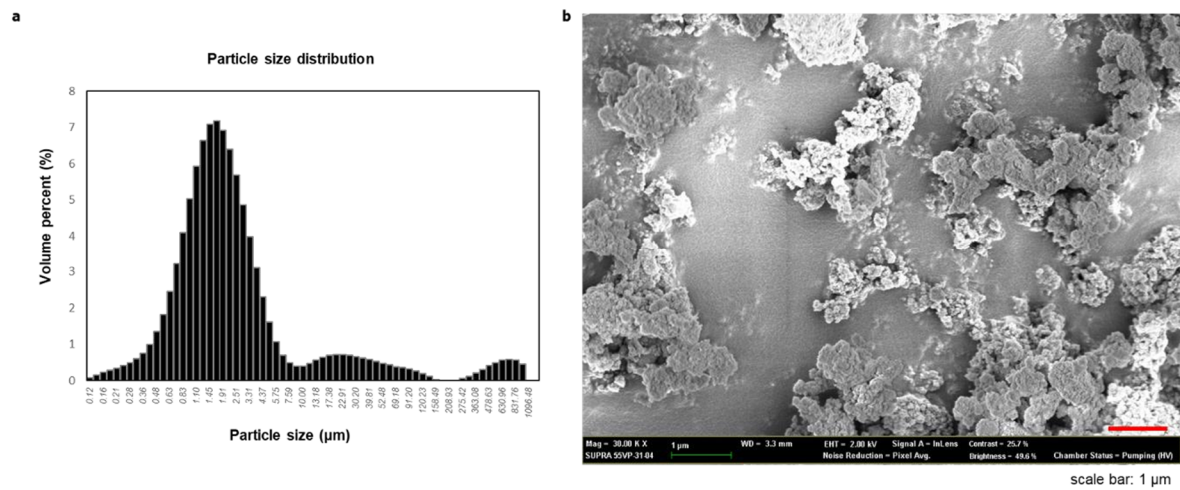 a
Particle size distribution
Volume percent (%)
8
7
6
5
4
3
2
1
0
0.12 0.16 0.21 0.28 0.36 0.48 0.63 0.83 1.10 1.45 1.91 2.51 3.31 4.37 5.75 7.59 10.00 13.18 17.38 22.91 30.20 39.81 52.48 69.18 91.20 120.23 158.49 208.93 275.42 363.08 478.63 630.96 831.76 1096.48
Particle size (µm)
b
Mag = 30.00 K X 1 µm WD = 3.3 mm EHT = 2.00 kV Signal A = InLens Contrast = 25.7 %
SUPRA 55VP-31-04 Noise Reduction = Pixel Avg. Brightness = 49.6 % Chamber Status = Pumping (HV)
scale bar: 1 µm